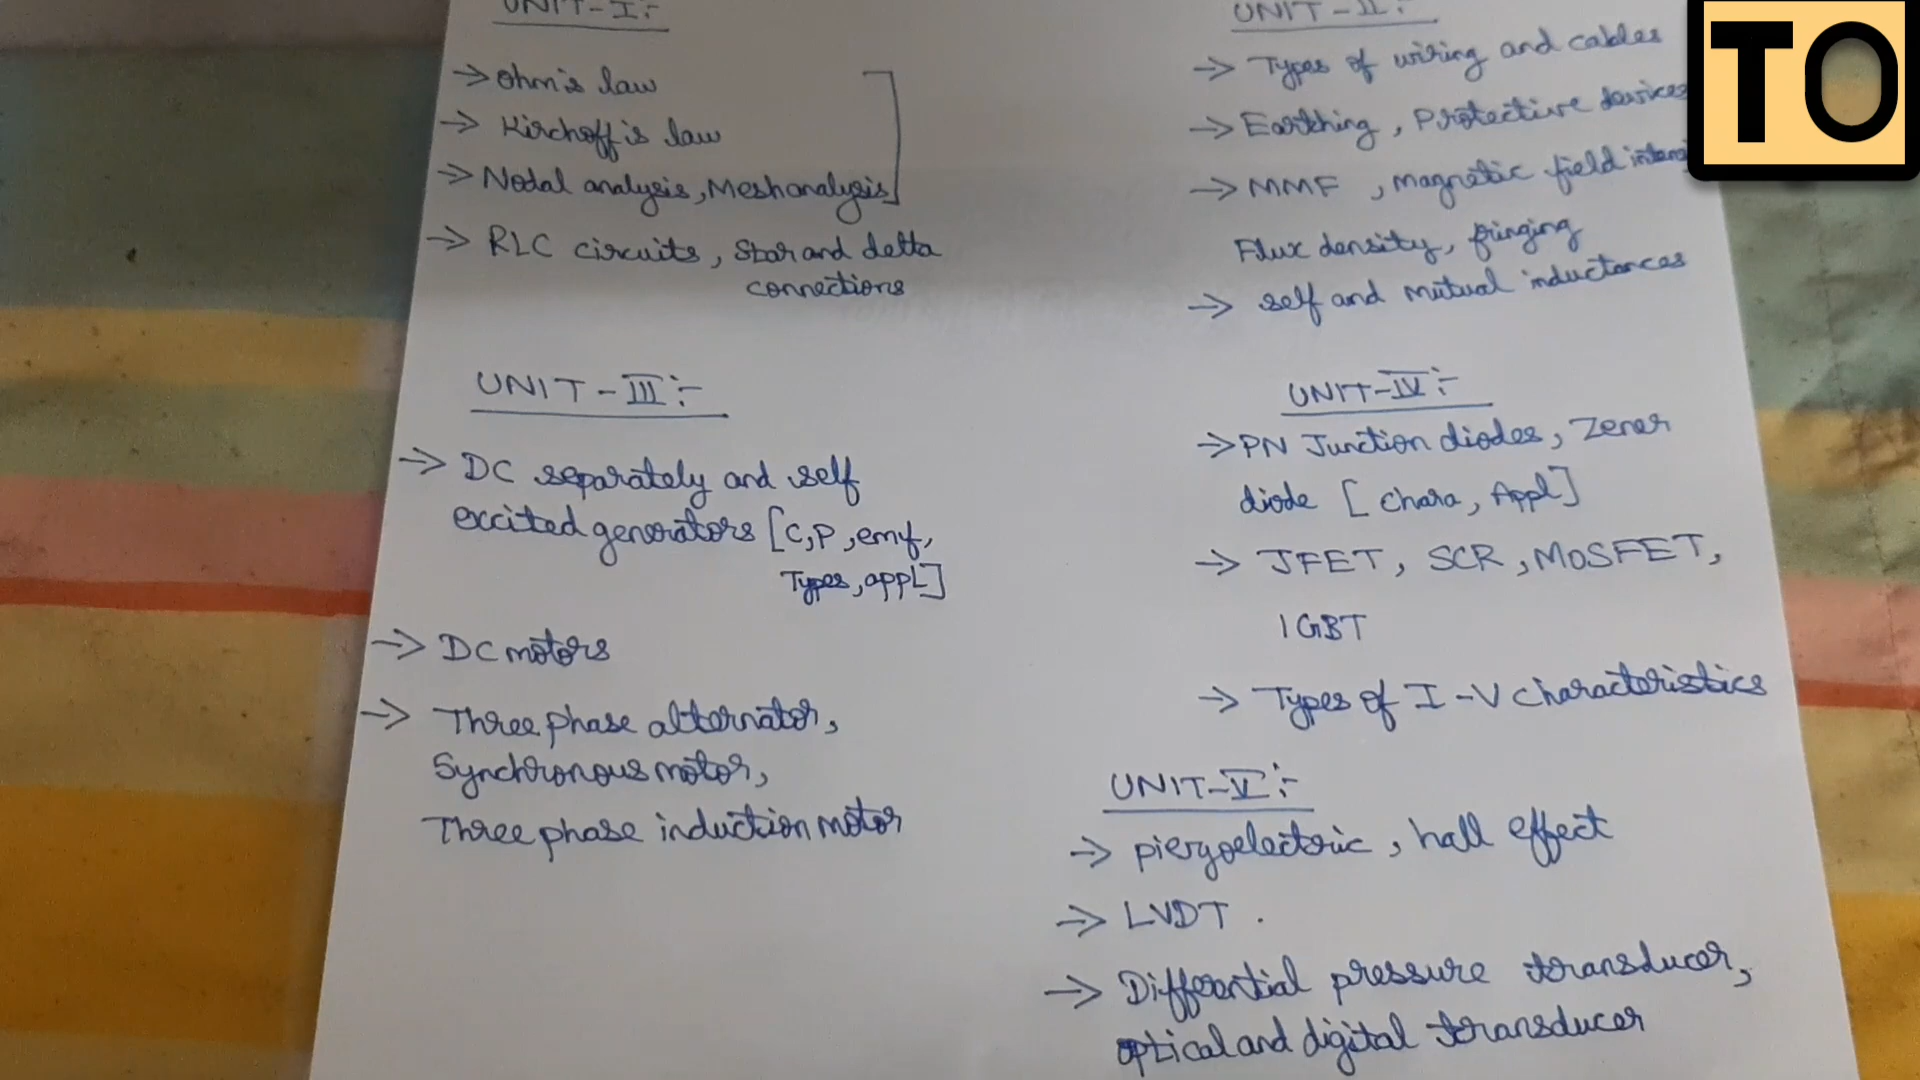 UNIT-I:-
→ ohm's law
→ Kirchoff's law
→ Nodal analysis, Mesh analysis
→ RLC circuits, Star and delta
connections
UNIT-II:-
→ Types of wiring and cables
→ Earthing, Protective devices
→ MMF, magnetic field
Flux density, fringing
→ self and mutual inductances
UNIT-III:-
→ DC separately and self
excited generators [C,P, emf,
Types, appl]
→ DC motors
→ Three phase alternator,
Synchronous motor,
Three phase induction motor
UNIT-IV:-
→ PN Junction diodes, Zener
diode [chara, Appl]
→ JFET, SCR, MOSFET,
IGBT
→ Types of I-V characteristics
UNIT-V:-
→ piezoelectric, hall effect
→ LVDT.
→ Differential pressure transducer,
optical and digital transducer
TO